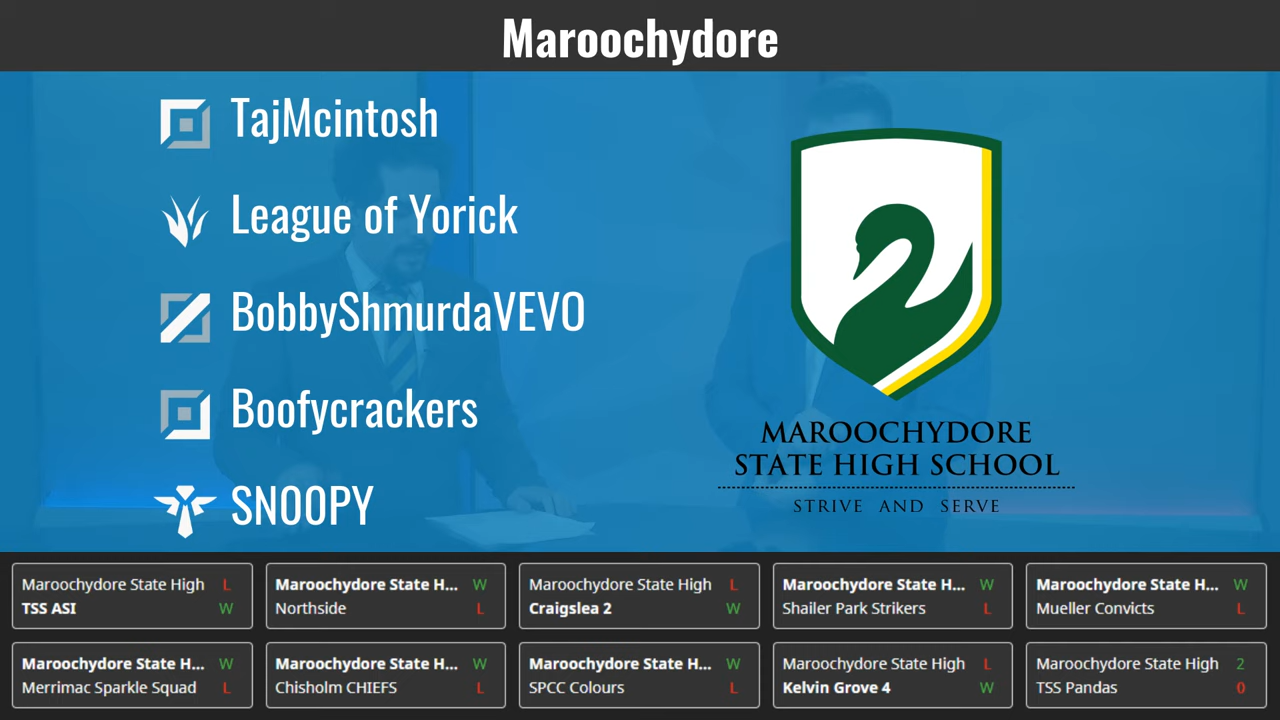 Maroochydore
TajMcintosh
League of Yorick
BobbyShmurdaVEVO
Boofycrackers
SNOOPY
MAROOCHYDORE
STATE HIGH SCHOOL
STRIVE AND SERVE
Maroochydore State High L
TSS ASI W
Maroochydore State H... W
Northside L
Maroochydore State High L
Craigslea 2 W
Maroochydore State H... W
Shailer Park Strikers L
Maroochydore State H... W
Mueller Convicts L
Maroochydore State H... W
Merrimac Sparkle Squad L
Maroochydore State H... W
Chisholm CHIEFS L
Maroochydore State H... W
SPCC Colours L
Maroochydore State High L
Kelvin Grove 4 W
Maroochydore State High 2
TSS Pandas 0